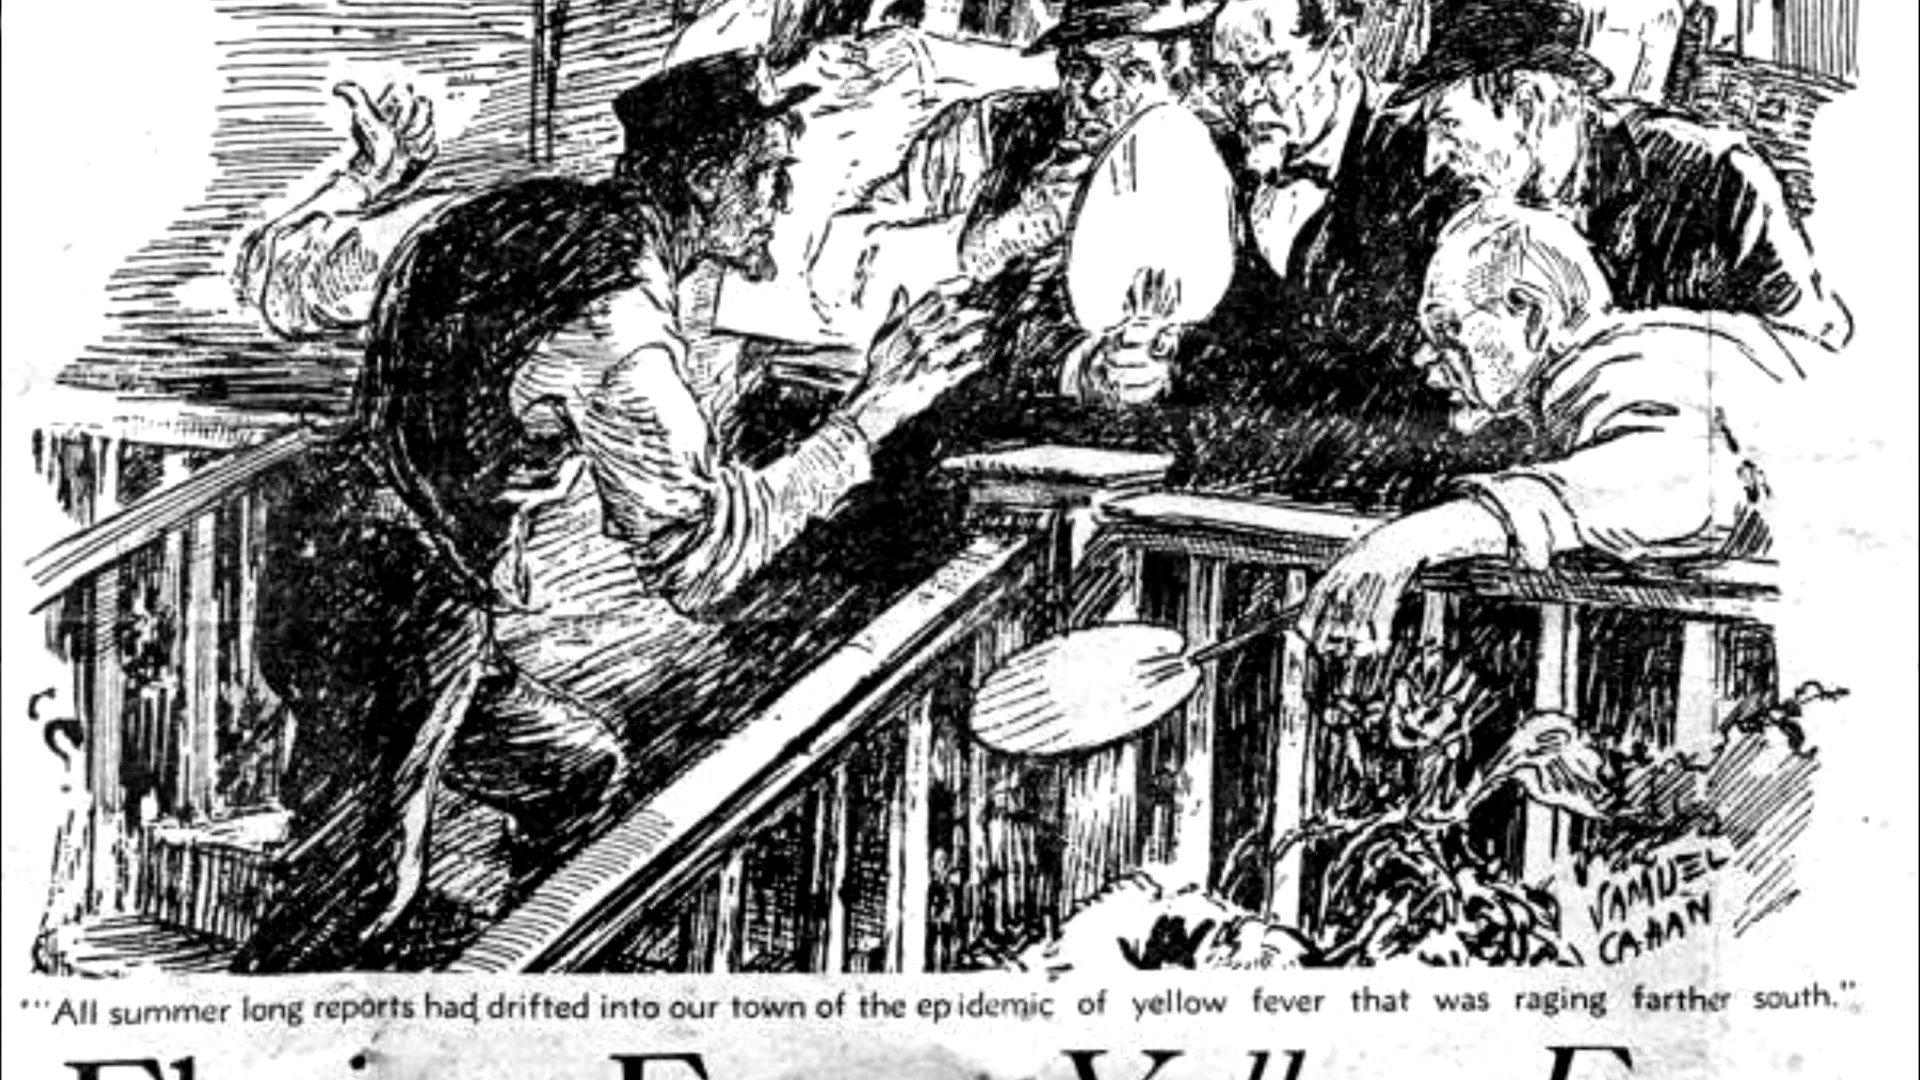 SAMUEL
CAHAN
"'All summer long reports had drifted into our town of the epidemic of yellow fever that was raging farther south."